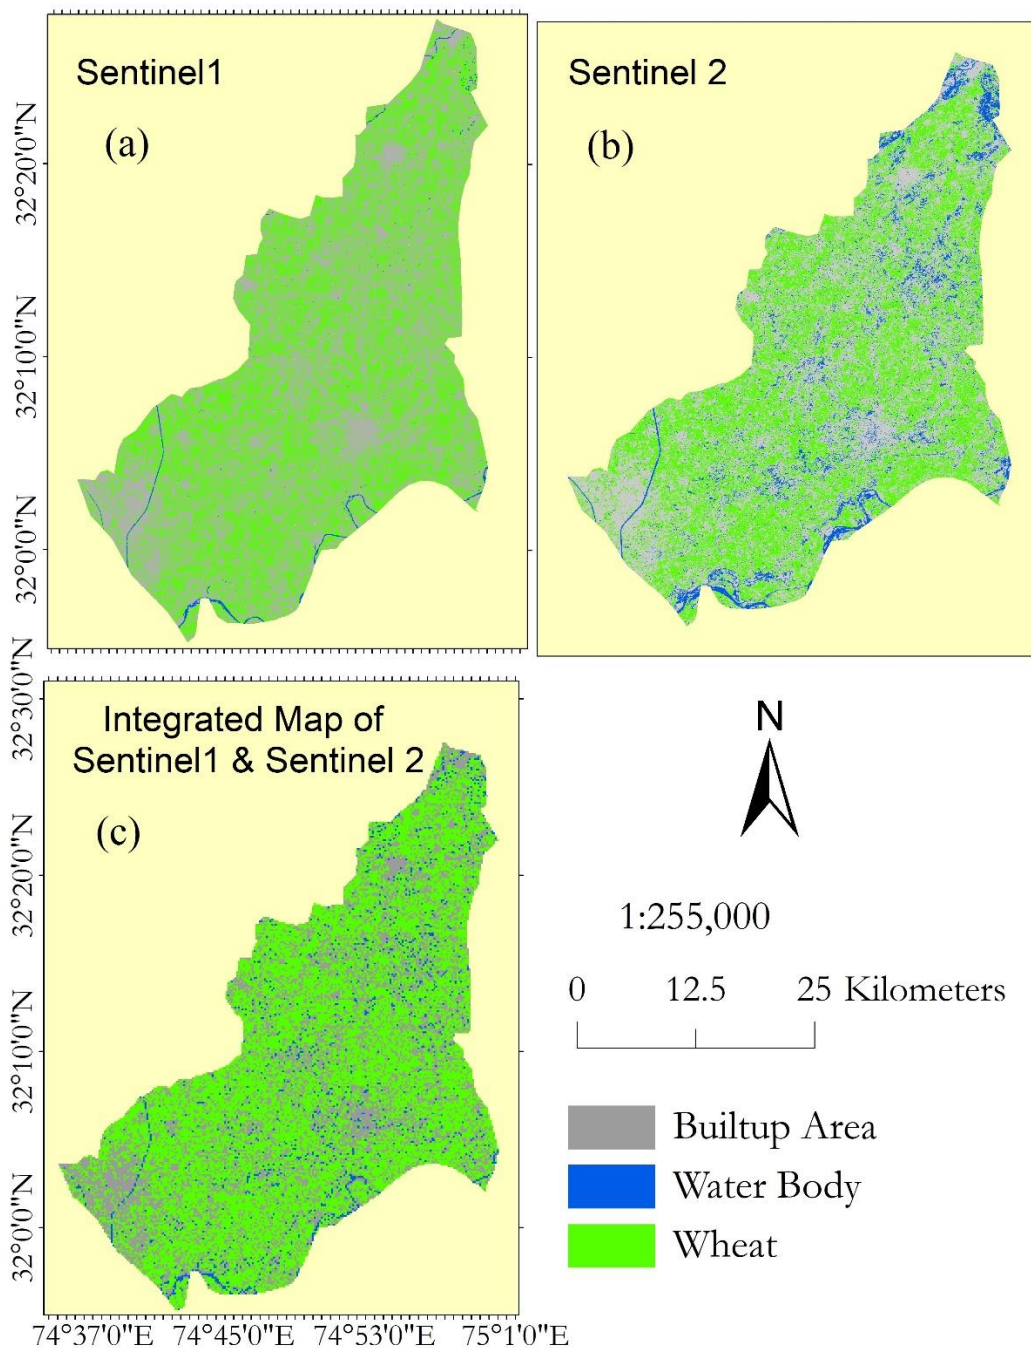 Sentinel1
(a)
32°20'0"N
32°10'0"N
32°0'0"N
Sentinel 2
(b)
Integrated Map of
Sentinel1 & Sentinel 2
(c)
32°30'0"N
32°20'0"N
32°10'0"N
32°0'0"N
74°37'0"E 74°45'0"E 74°53'0"E 75°1'0"E
N
1:255,000
0 12.5 25 Kilometers
Builtup Area
Water Body
Wheat